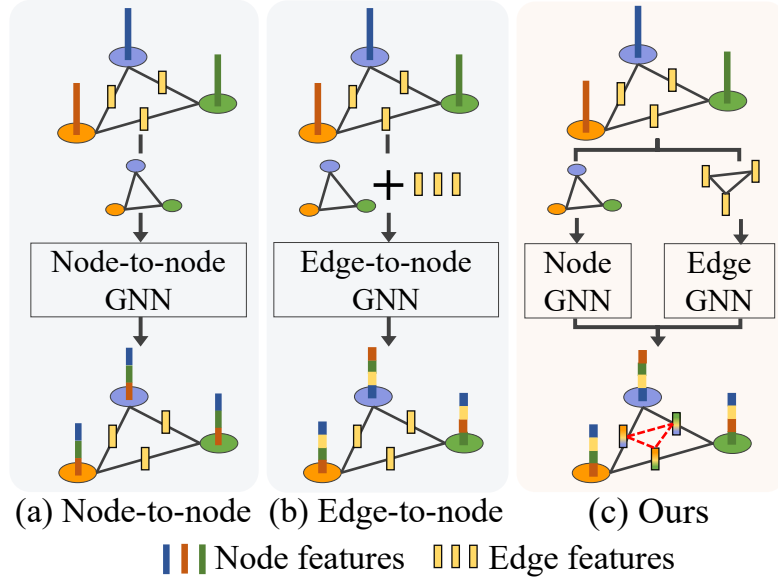 Node-to-node
GNN
Edge-to-node
GNN
Node
GNN
Edge
GNN
(a) Node-to-node
(b) Edge-to-node
(c) Ours
Node features
Edge features